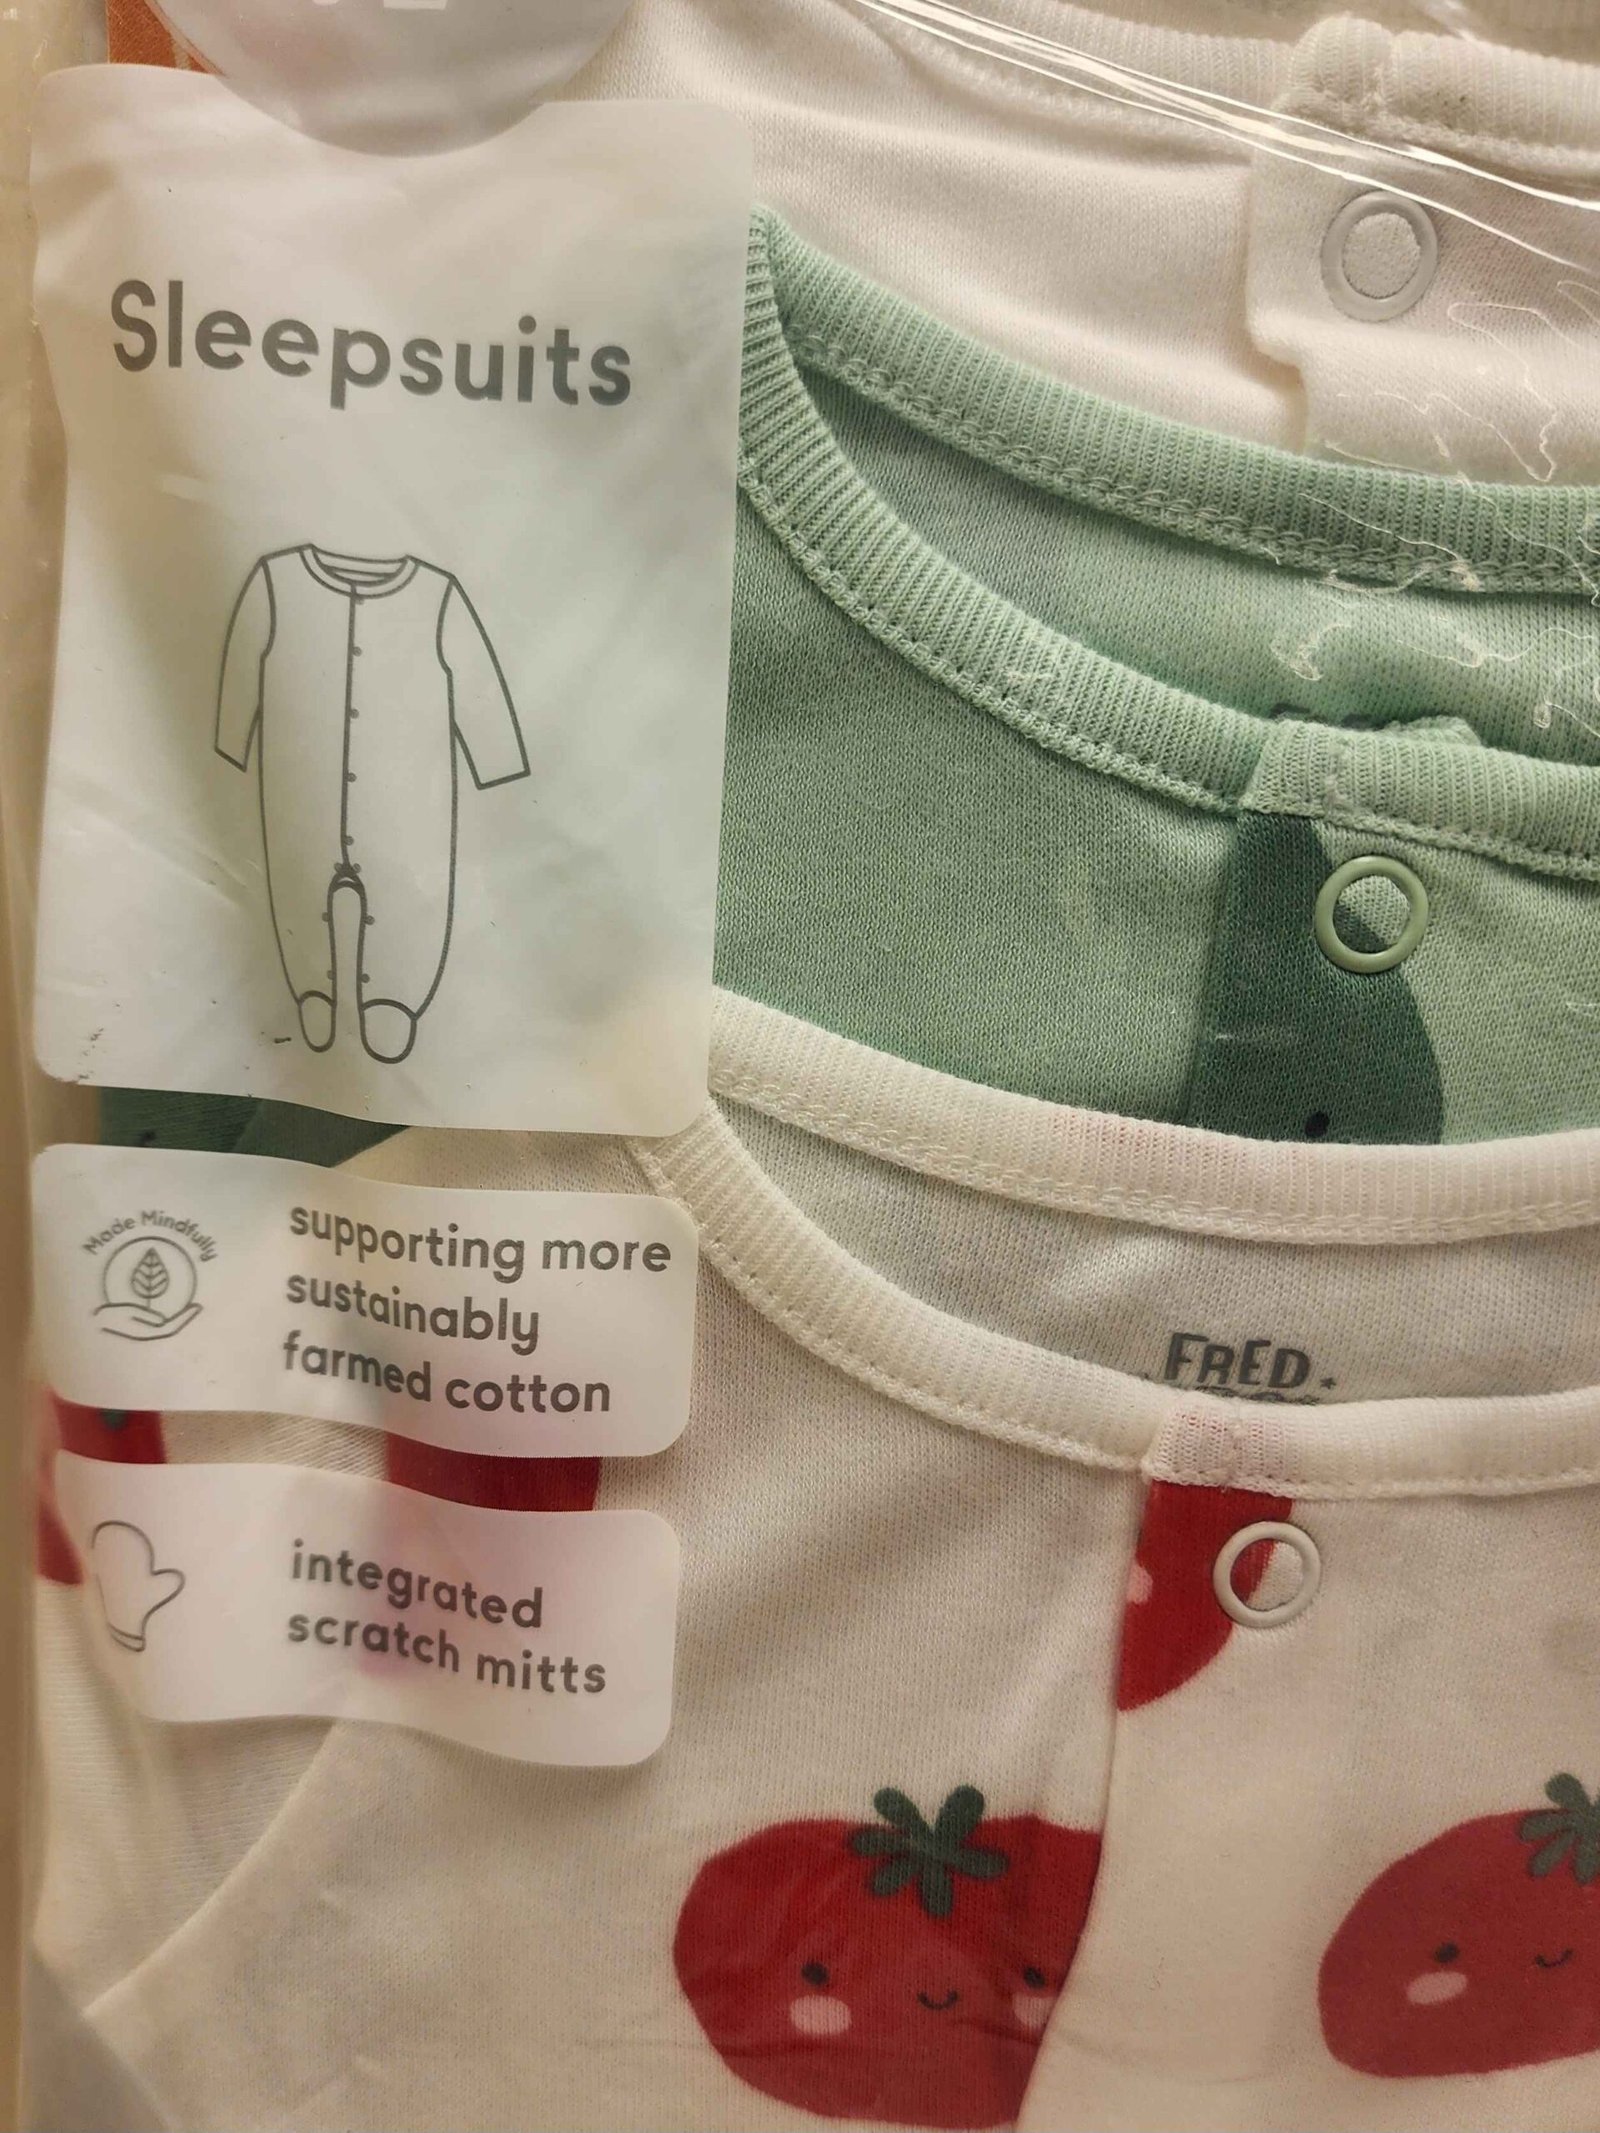 Sleepsuits
Made Mindfully
supporting more
sustainably
farmed cotton
integrated
scratch mitts
FRED